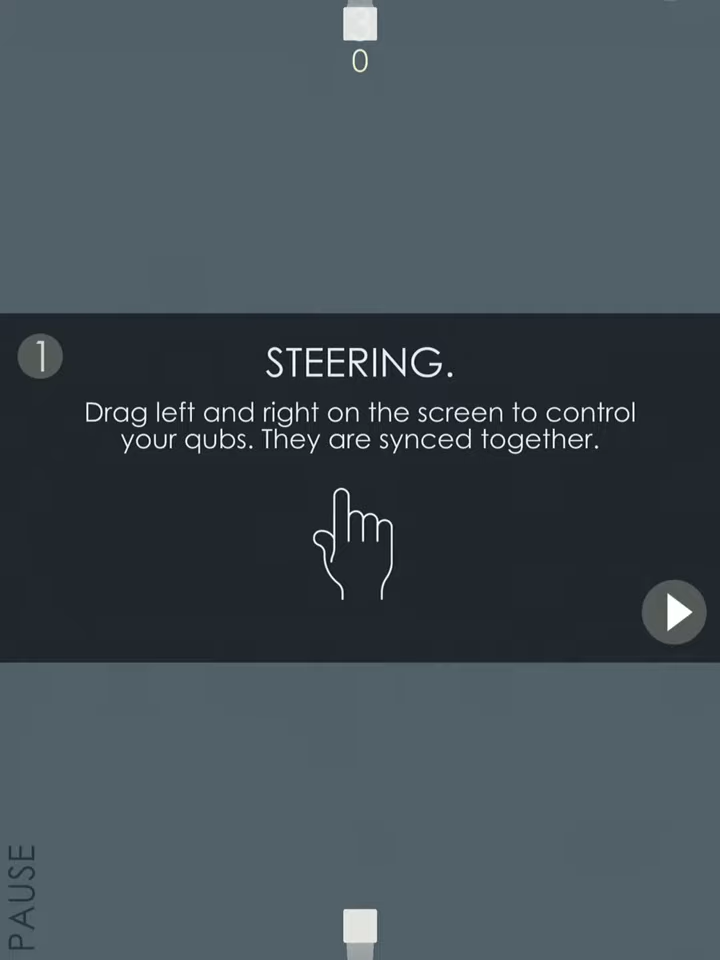 0
1
STEERING.
Drag left and right on the screen to control
your qubs. They are synced together.
PAUSE